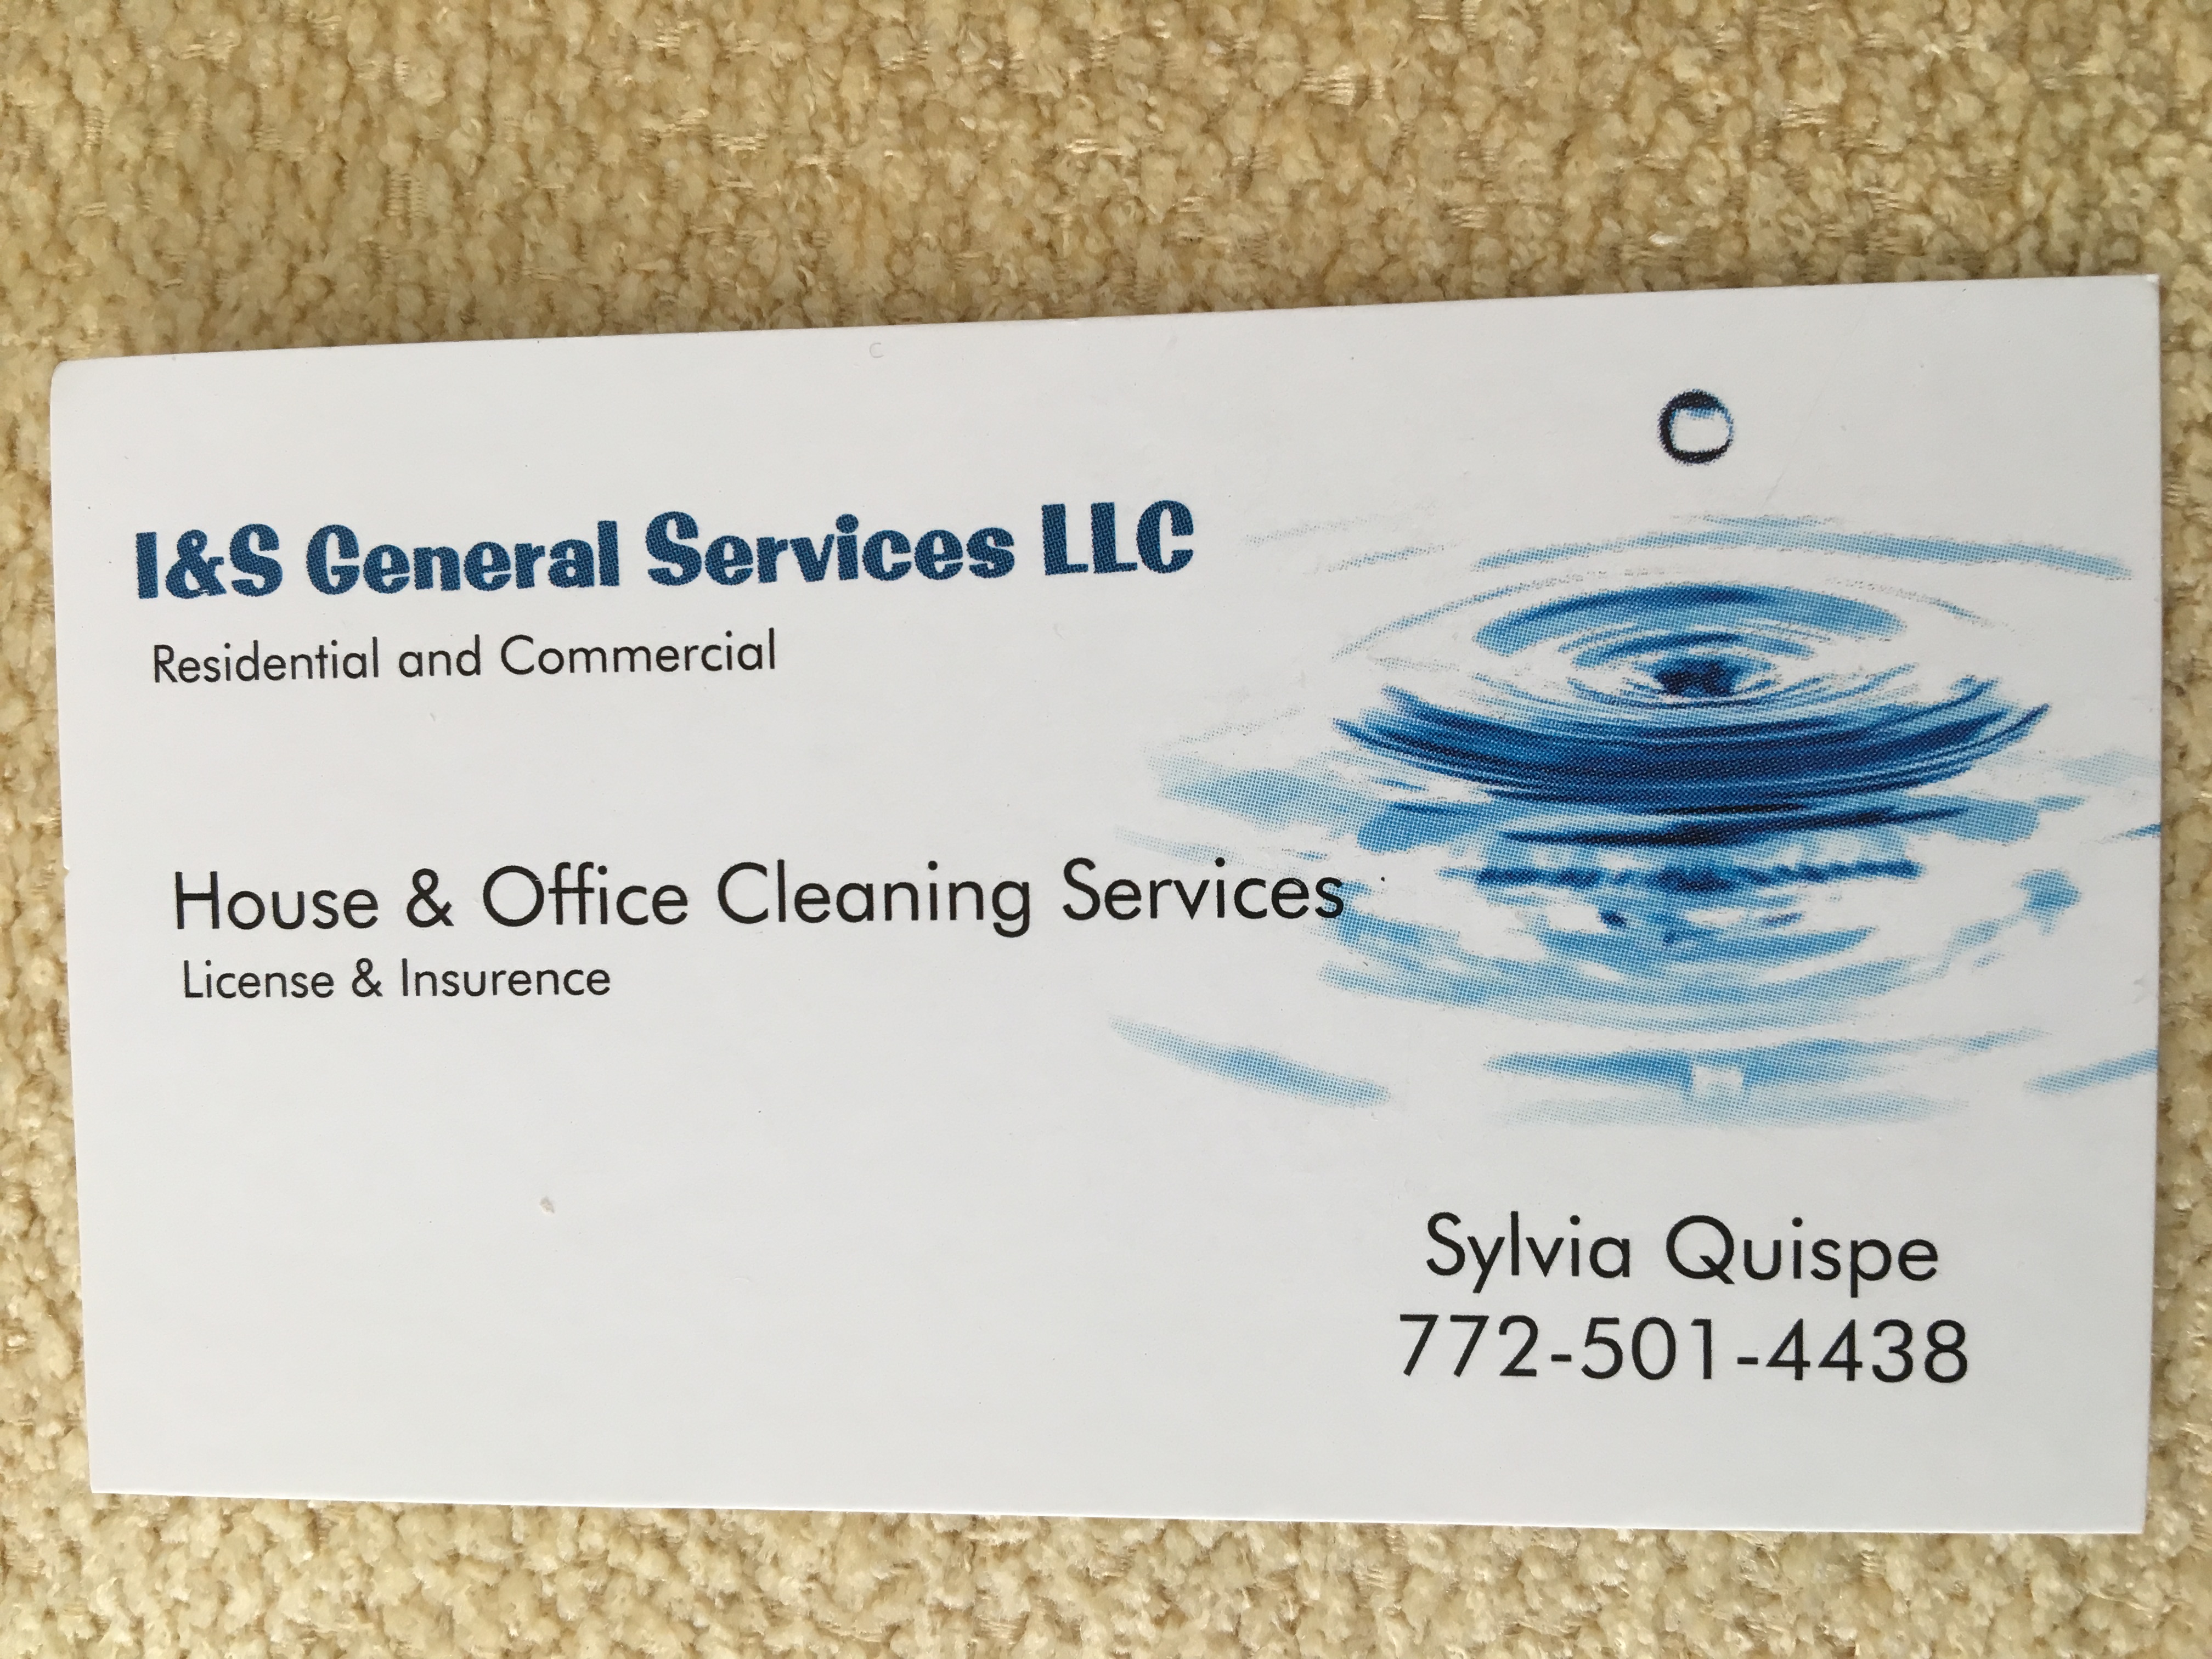 I&S General Services LLC
Residential and Commercial
House & Office Cleaning Services
License & Insurence
Sylvia Quispe
772-501-4438